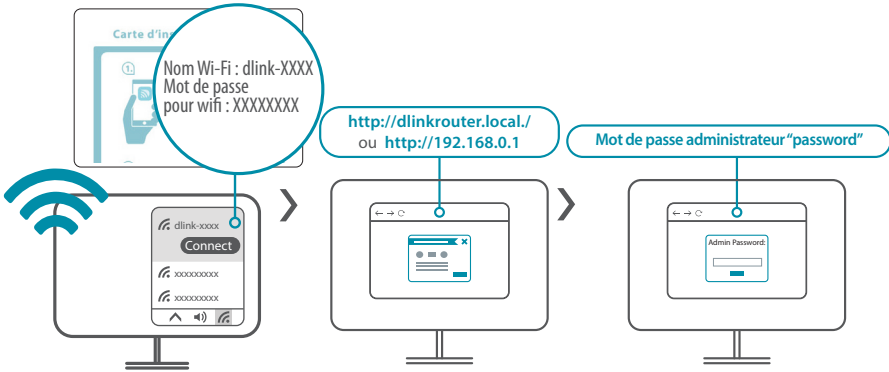 Carte d'ins
1.
Nom Wi-Fi : dlink-XXXX
Mot de passe
pour wifi : XXXXXXXX
http://dlinkrouter.local./
ou http://192.168.0.1
Mot de passe administrateur “password”
dlink-xxxx
Connect
xxxxxxxxx
xxxxxxxxx
Admin Password: